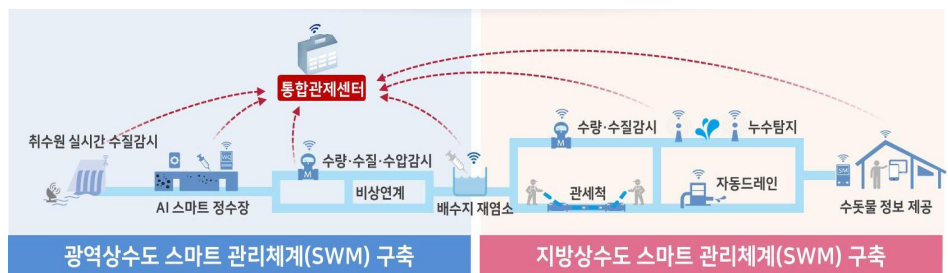 통합관제센터
취수원 실시간 수질감시
AI 스마트 정수장
M
수량·수질·수압감시
비상연계
배수지 재염소
M
수량·수질감시
누수탐지
관세척
자동드레인
SM
수돗물 정보 제공
광역상수도 스마트 관리체계(SWM) 구축
지방상수도 스마트 관리체계(SWM) 구축